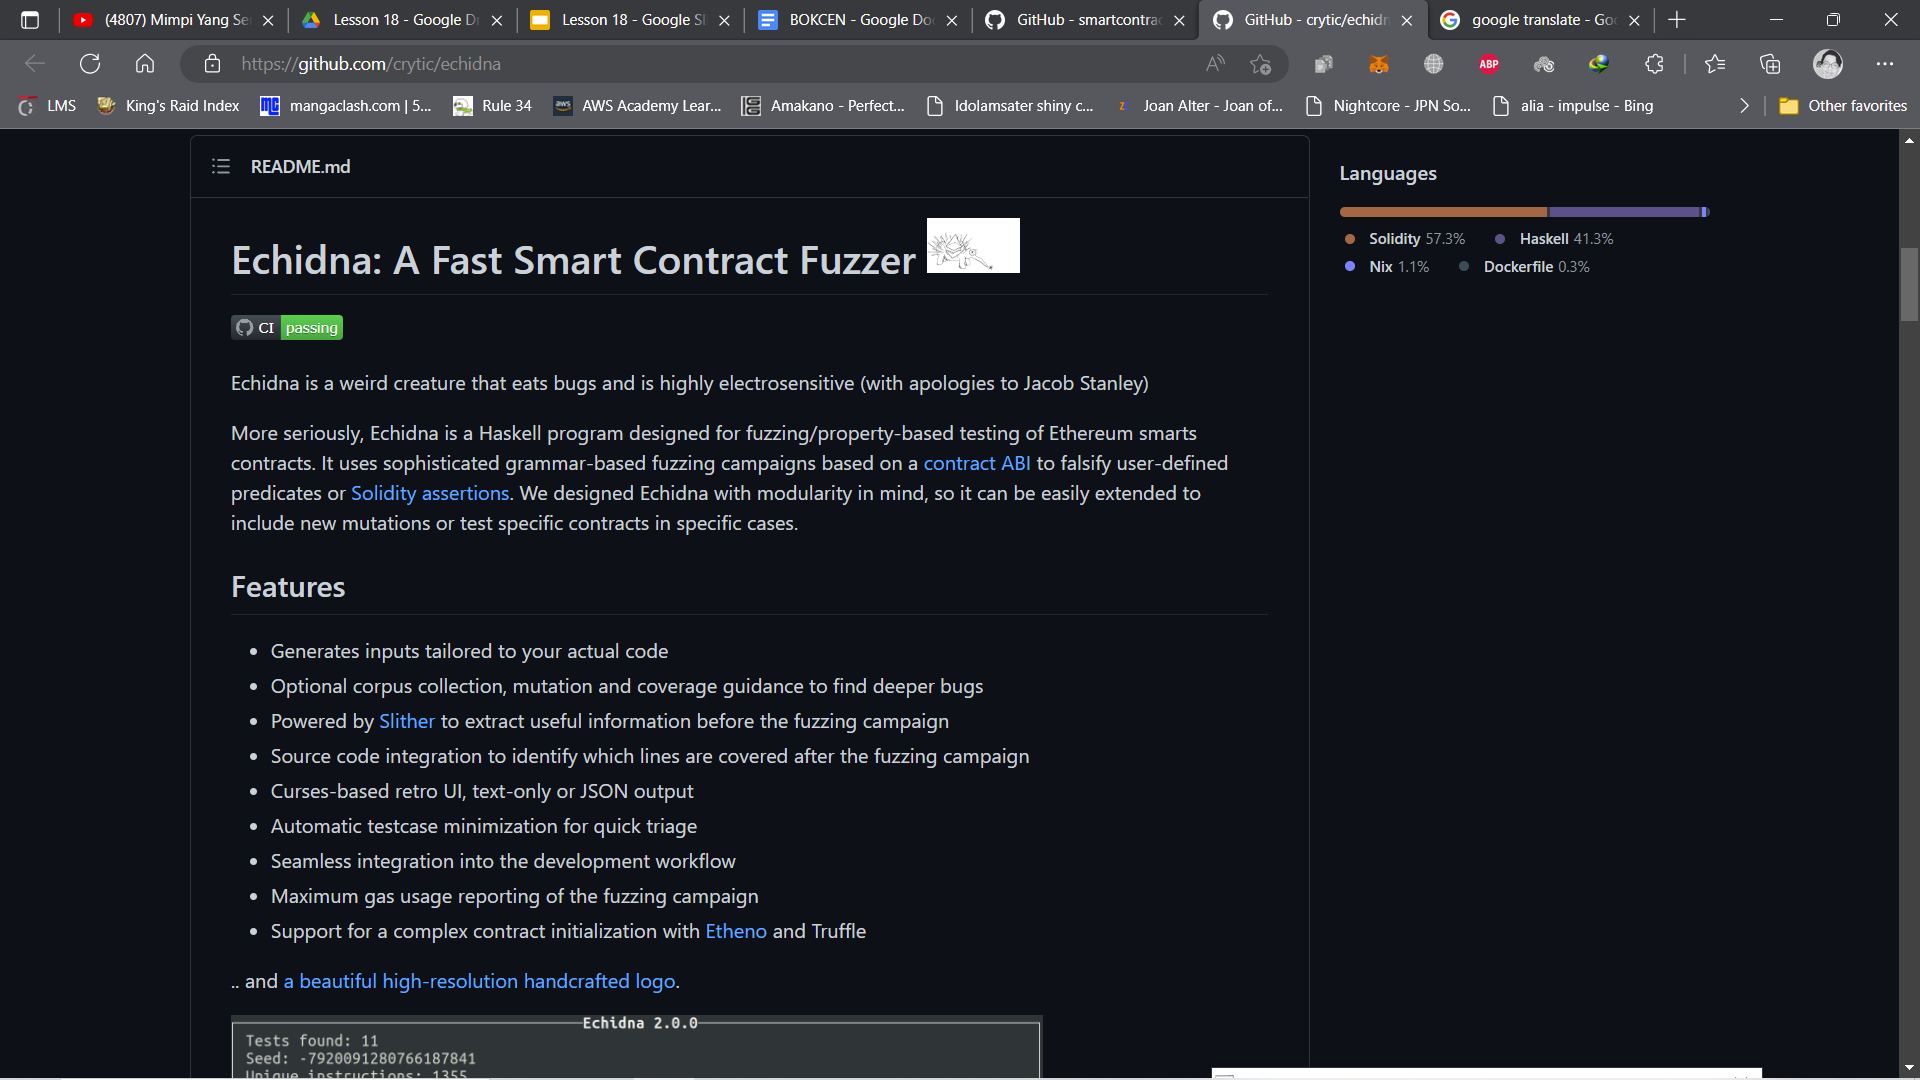 (4807) Mimpi Yang Se
Lesson 18 - Google Dr
Lesson 18 - Google Sl
BOKCEN - Google Doc
GitHub - smartcontrac
GitHub - crytic/echidn
google translate - Goo
https://github.com/crytic/echidna
ABP
LMS
King's Raid Index
mangaclash.com | 5...
Rule 34
AWS Academy Lear...
Amakano - Perfect...
Idolamsater shiny c...
Joan Alter - Joan of...
Nightcore - JPN So...
alia - impulse - Bing
Other favorites
README.md
Echidna: A Fast Smart Contract Fuzzer
CI passing
Echidna is a weird creature that eats bugs and is highly electrosensitive (with apologies to Jacob Stanley)
More seriously, Echidna is a Haskell program designed for fuzzing/property-based testing of Ethereum smarts
contracts. It uses sophisticated grammar-based fuzzing campaigns based on a contract ABI to falsify user-defined
predicates or Solidity assertions. We designed Echidna with modularity in mind, so it can be easily extended to
include new mutations or test specific contracts in specific cases.
Features
• Generates inputs tailored to your actual code
• Optional corpus collection, mutation and coverage guidance to find deeper bugs
• Powered by Slither to extract useful information before the fuzzing campaign
• Source code integration to identify which lines are covered after the fuzzing campaign
• Curses-based retro UI, text-only or JSON output
• Automatic testcase minimization for quick triage
• Seamless integration into the development workflow
• Maximum gas usage reporting of the fuzzing campaign
• Support for a complex contract initialization with Etheno and Truffle
.. and a beautiful high-resolution handcrafted logo.
Echidna 2.0.0
Tests found: 11
Seed: -7920091280766187841
Unique instructions: 1355
Languages
Solidity 57.3%
Haskell 41.3%
Nix 1.1%
Dockerfile 0.3%